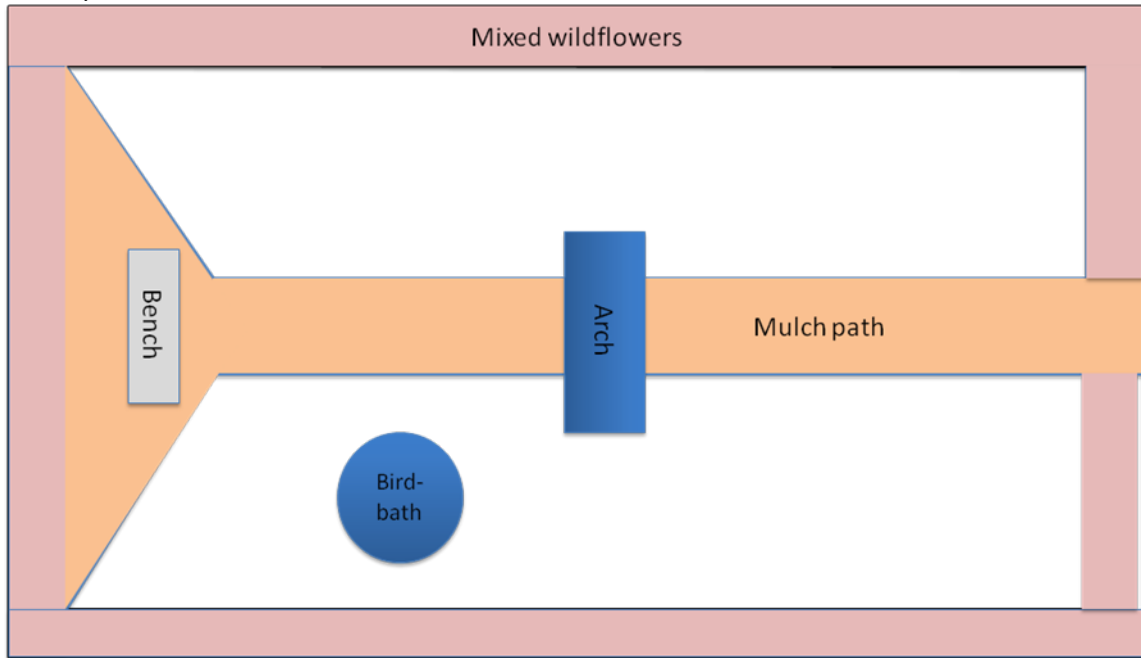 Mixed wildflowers
Bench
Arch
Mulch path
Bird-
bath